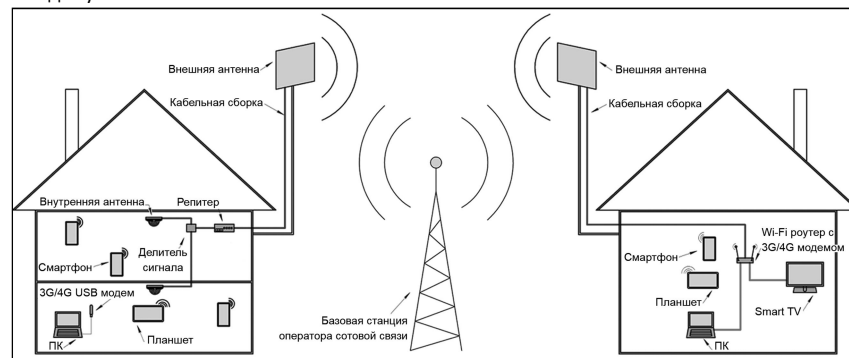 Внешняя антенна
Кабельная сборка
Внутренняя антенна
Репитер
Делитель
сигнала
Смартфон
3G/4G USB модем
Планшет
ПК
Базовая станция
оператора сотовой связи
Внешняя антенна
Кабельная сборка
Wi-Fi роутер с
3G/4G модемом
Смартфон
Планшет
Smart TV
ПК